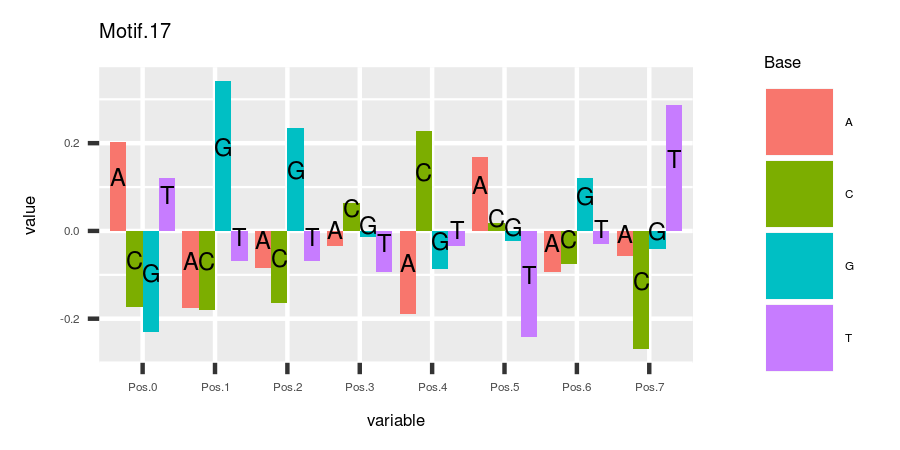 Motif.17
value
0.2
0.0
-0.2
A C G T A C G T A C G T A C G T A C G T A C G T A C G T A C G T
Pos.0 Pos.1 Pos.2 Pos.3 Pos.4 Pos.5 Pos.6 Pos.7
variable
Base
A
C
G
T